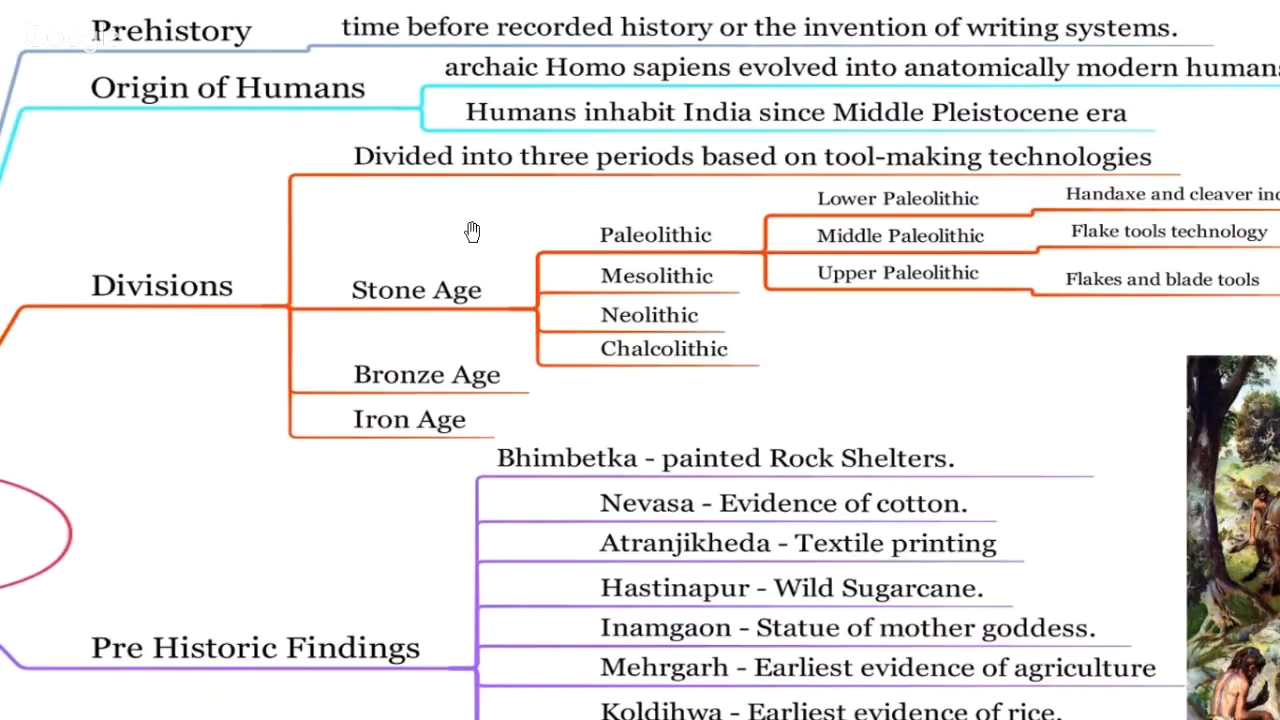 Prehistory
time before recorded history or the invention of writing systems.
Origin of Humans
archaic Homo sapiens evolved into anatomically modern humans
Humans inhabit India since Middle Pleistocene era
Divisions
Divided into three periods based on tool-making technologies
Stone Age
Paleolithic
Lower Paleolithic
Handaxe and cleaver
Middle Paleolithic
Flake tools technology
Upper Paleolithic
Flakes and blade tools
Mesolithic
Neolithic
Chalcolithic
Bronze Age
Iron Age
Pre Historic Findings
Bhimbetka - painted Rock Shelters.
Nevasa - Evidence of cotton.
Atranjikheda - Textile printing
Hastinapur - Wild Sugarcane.
Inamgaon - Statue of mother goddess.
Mehrgarh - Earliest evidence of agriculture
Koldihwa - Earliest evidence of rice.